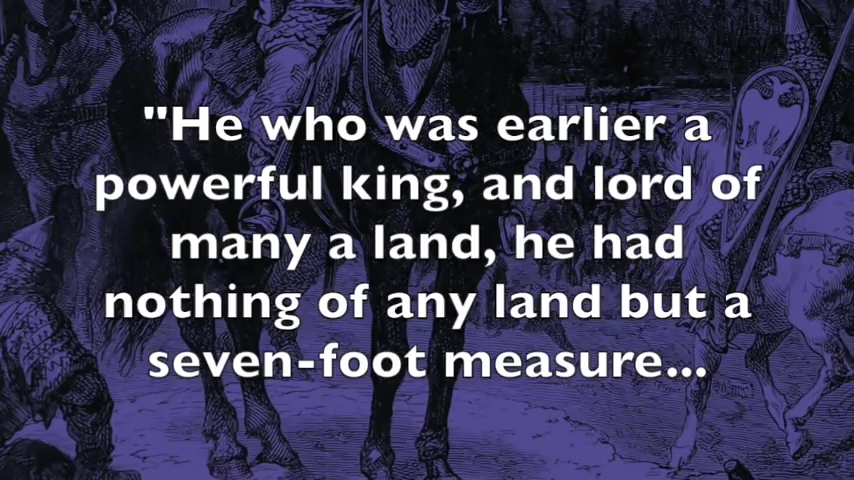 "He who was earlier a
powerful king, and lord of
many a land, he had
nothing of any land but a
seven-foot measure...